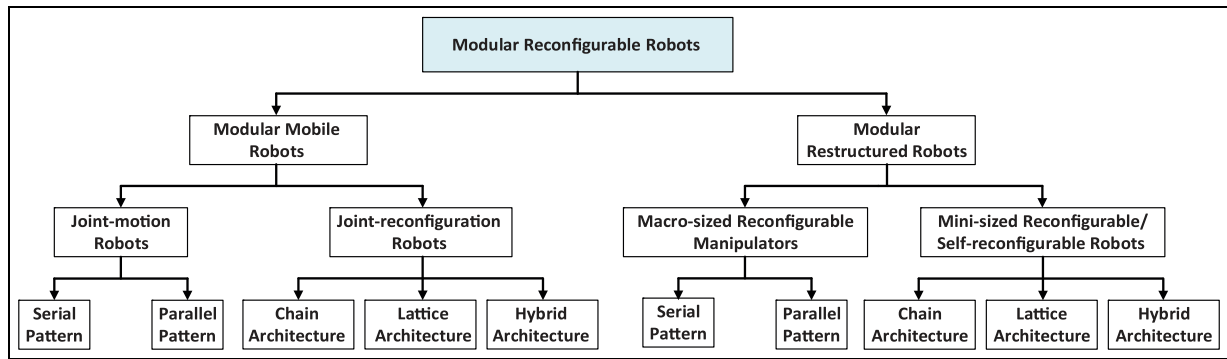 Modular Reconfigurable Robots
Modular Mobile
Robots
Modular
Restructured Robots
Joint-motion
Robots
Joint-reconfiguration
Robots
Macro-sized Reconfigurable
Manipulators
Mini-sized Reconfigurable/
Self-reconfigurable Robots
Serial
Pattern
Parallel
Pattern
Chain
Architecture
Lattice
Architecture
Hybrid
Architecture
Serial
Pattern
Parallel
Pattern
Chain
Architecture
Lattice
Architecture
Hybrid
Architecture